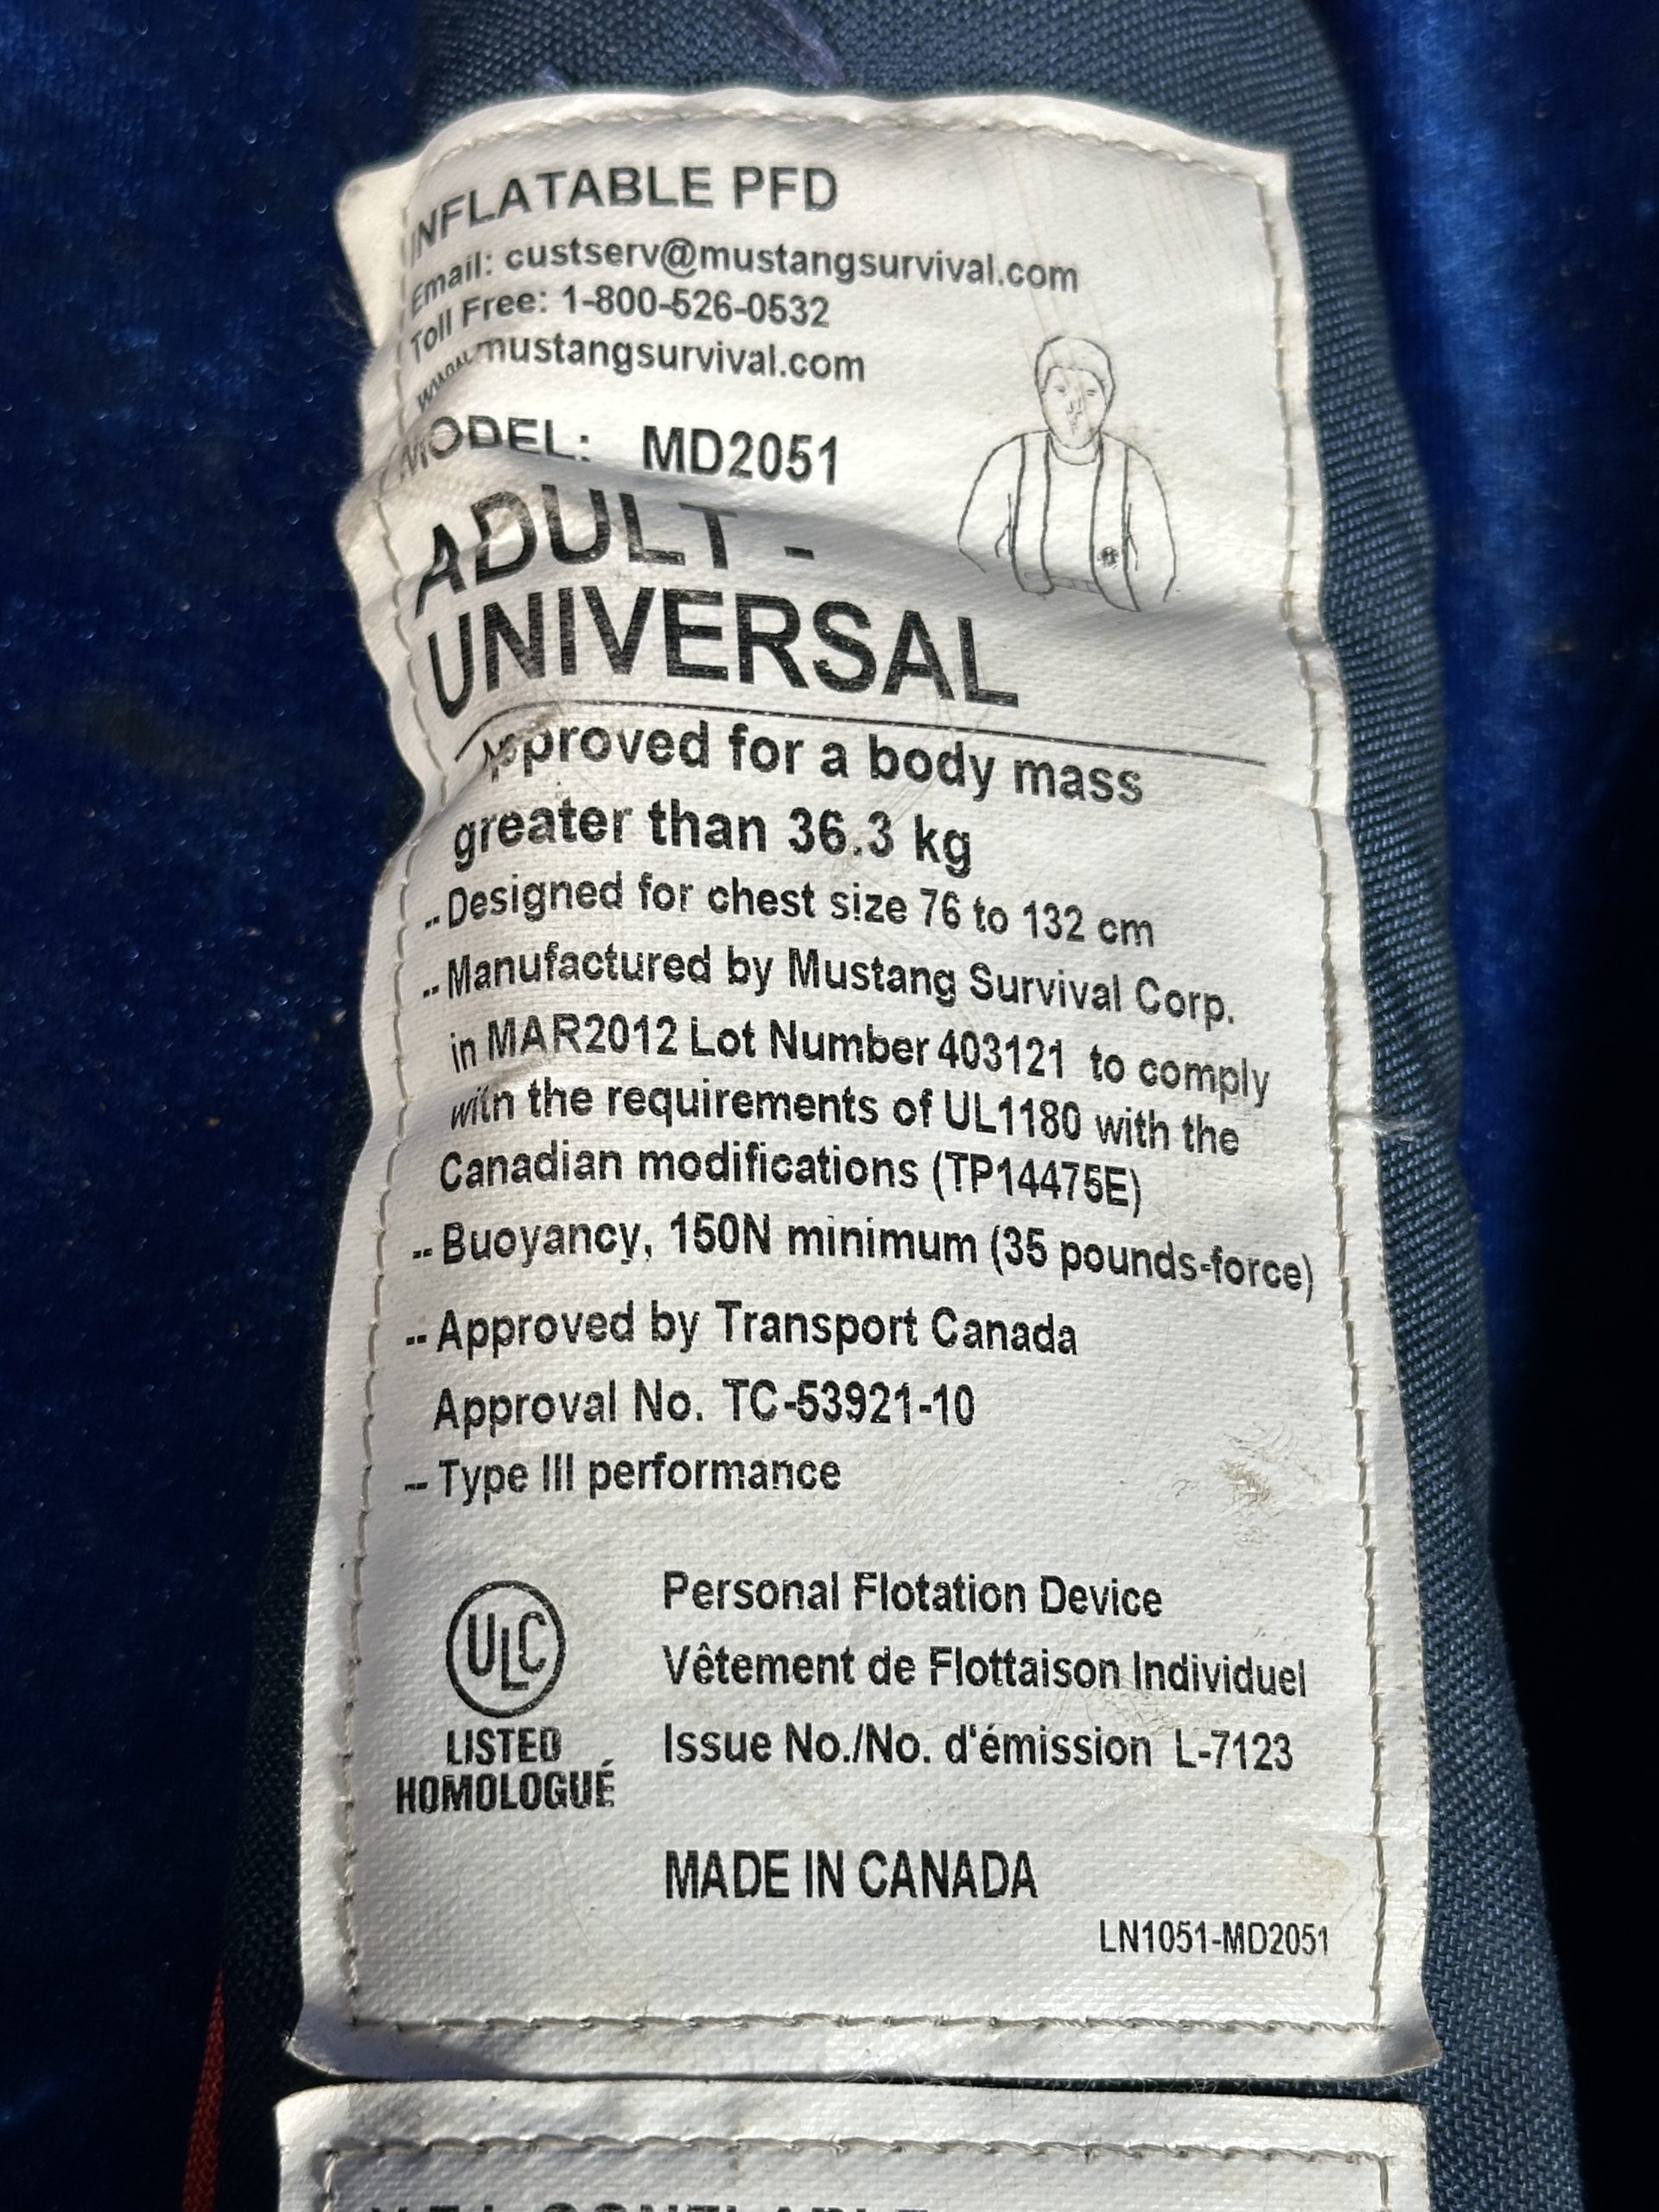 INFLATABLE PFD
Email: custserv@mustangsurvival.com
Toll Free: 1-800-526-0532
www.mustangsurvival.com
MODEL: MD2051
ADULT -
UNIVERSAL
Approved for a body mass
greater than 36.3 kg
-- Designed for chest size 76 to 132 cm
-- Manufactured by Mustang Survival Corp.
in MAR2012 Lot Number 403121 to comply
with the requirements of UL1180 with the
Canadian modifications (TP14475E)
-- Buoyancy, 150N minimum (35 pounds-force)
-- Approved by Transport Canada
Approval No. TC-53921-10
-- Type III performance
ULC
LISTED
HOMOLOGUÉ
Personal Flotation Device
Vêtement de Flottaison Individuel
Issue No./No. d'émission L-7123
MADE IN CANADA
LN1051-MD2051